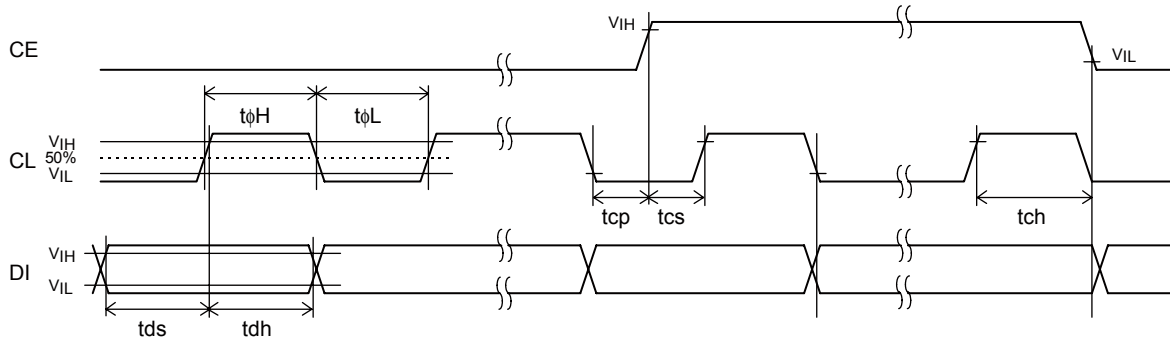 VIH
CE
VIL
tϕH
tϕL
VIH
CL
50%
VIL
tcp
tcs
tch
VIH
DI
VIL
tds
tdh